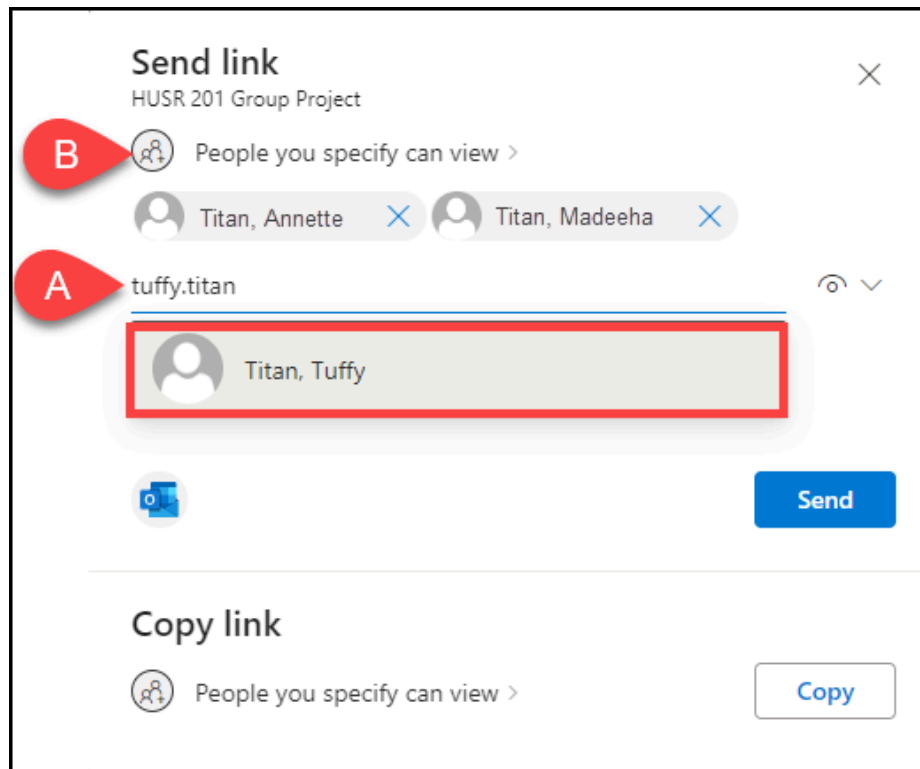 Send link
HUSR 201 Group Project
B
People you specify can view >
Titan, Annette
Titan, Madeeha
A
tuffy.titan
Titan, Tuffy
Send
Copy link
People you specify can view >
Copy